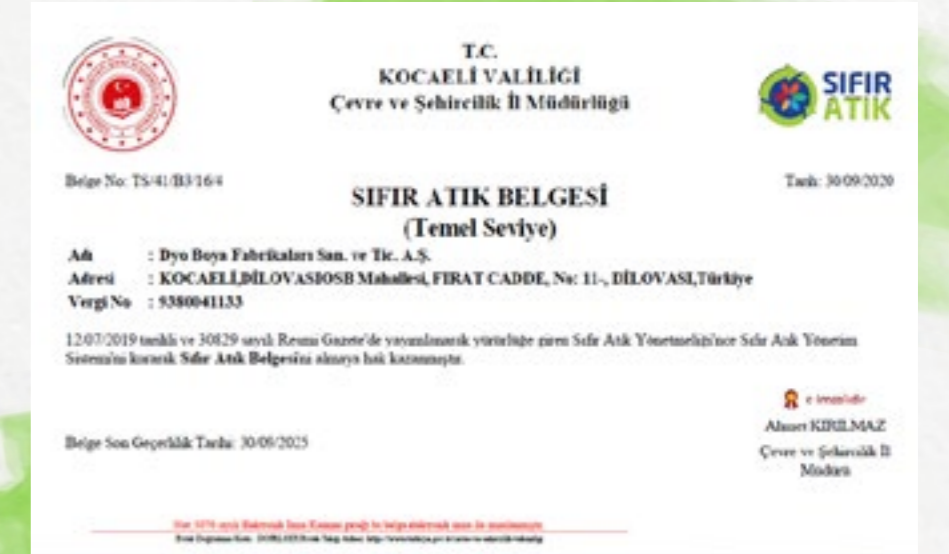 T.C.
KOCAELİ VALİLİĞİ
Çevre ve Şehircilik İl Müdürlüğü
SIFIR
ATIK
Belge No: TS/41/B3/16/4
Tarih: 30/09/2020
SIFIR ATIK BELGESİ
(Temel Seviye)
Adı : Dyo Boya Fabrikaları San. ve Tic. A.Ş.
Adresi : KOCAELİ,DİLOVASIOSB Mahallesi, FIRAT CADDE, No: 11-, DİLOVASI,Türkiye
Vergi No : 9380041133
12/07/2019 tarihli ve 30829 sayılı Resmi Gazete'de yayımlanarak yürürlüğe giren Sıfır Atık Yönetmeliği'nce Sıfır Atık Yönetim
Sistemini kurarak Sıfır Atık Belgesini almaya hak kazanmıştır.
e-imzalıdır
Ahmet KIRILMAZ
Çevre ve Şehircilik İl
Müdürü
Belge Son Geçerlilik Tarihi: 30/09/2025